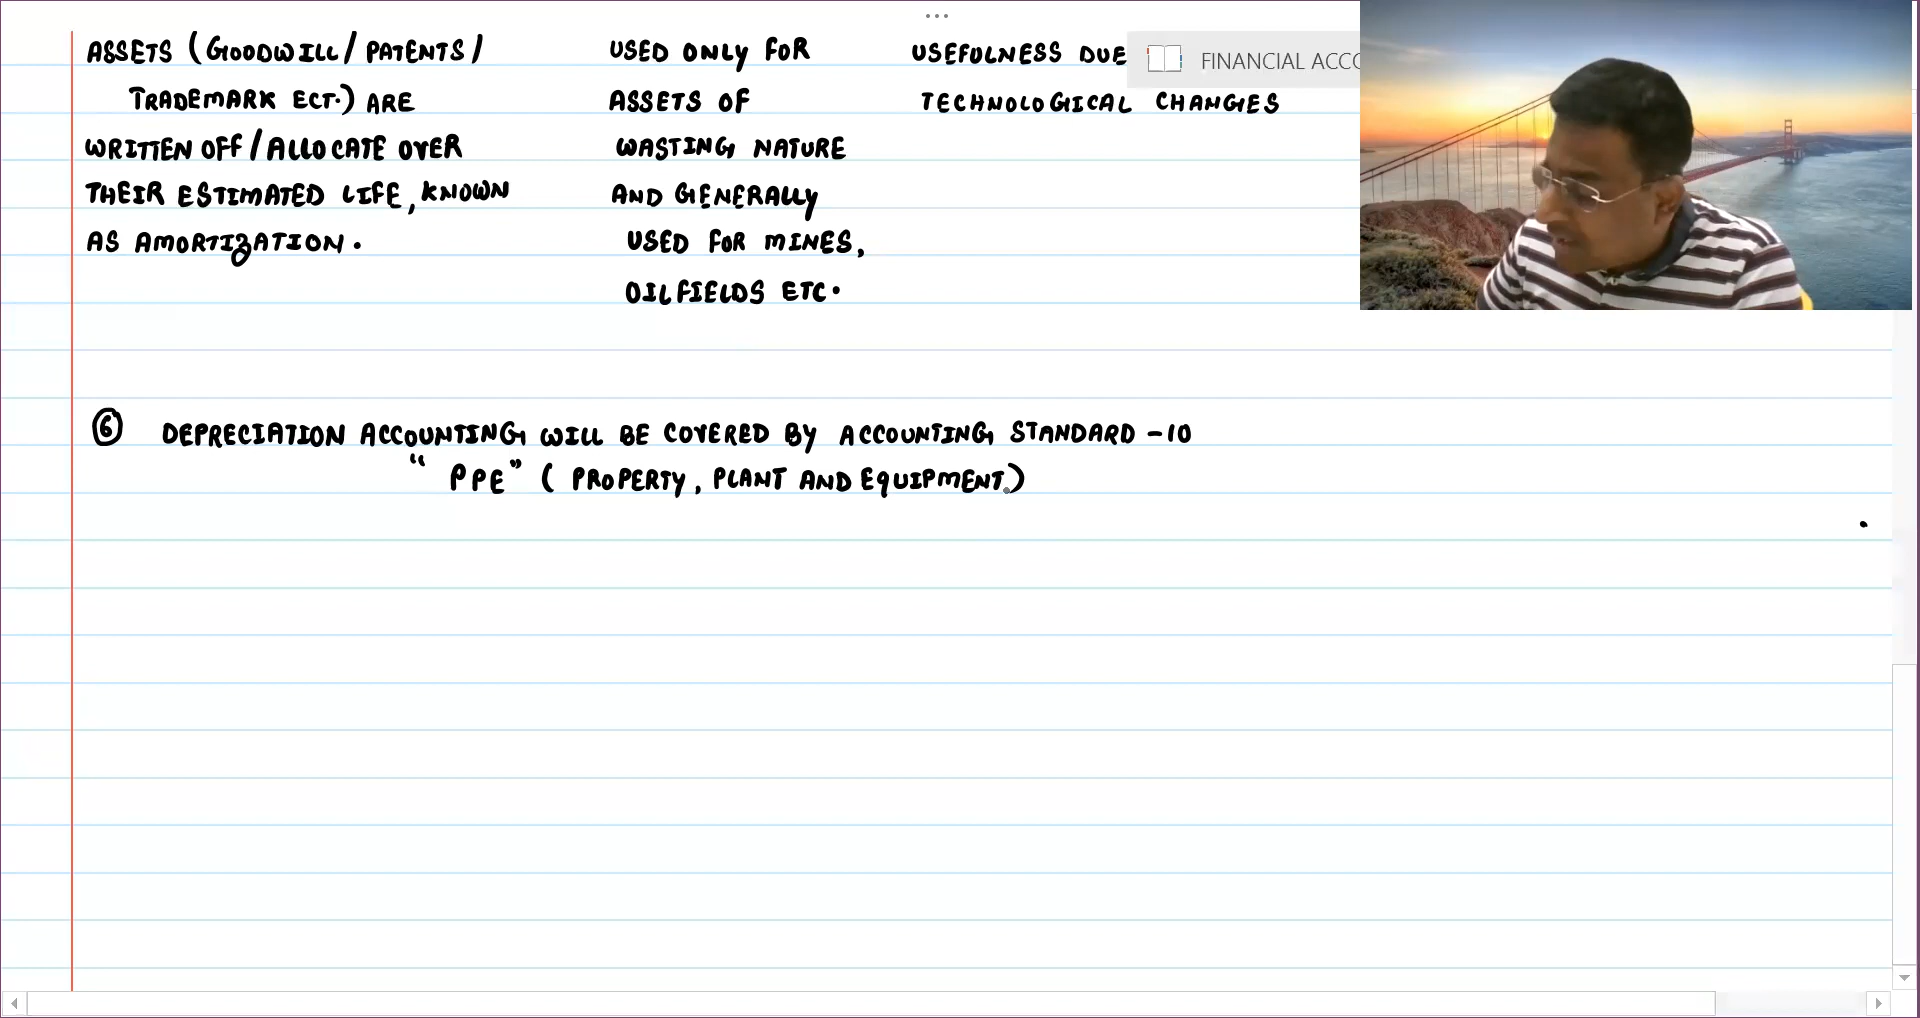 ASSETS (GOODWILL/PATENTS/
TRADEMARK ECT.) ARE
WRITTEN OFF/ALLOCATE OVER
THEIR ESTIMATED LIFE, KNOWN
AS AMORTIZATION.
USED ONLY FOR
ASSETS OF
WASTING NATURE
AND GENERALLY
USED FOR MINES,
OILFIELDS ETC.
USEFULNESS DUE
TECHNOLOGICAL CHANGES
FINANCIAL ACCO
6 DEPRECIATION ACCOUNTING WILL BE COVERED BY ACCOUNTING STANDARD -10
"PPE" (PROPERTY, PLANT AND EQUIPMENT.)